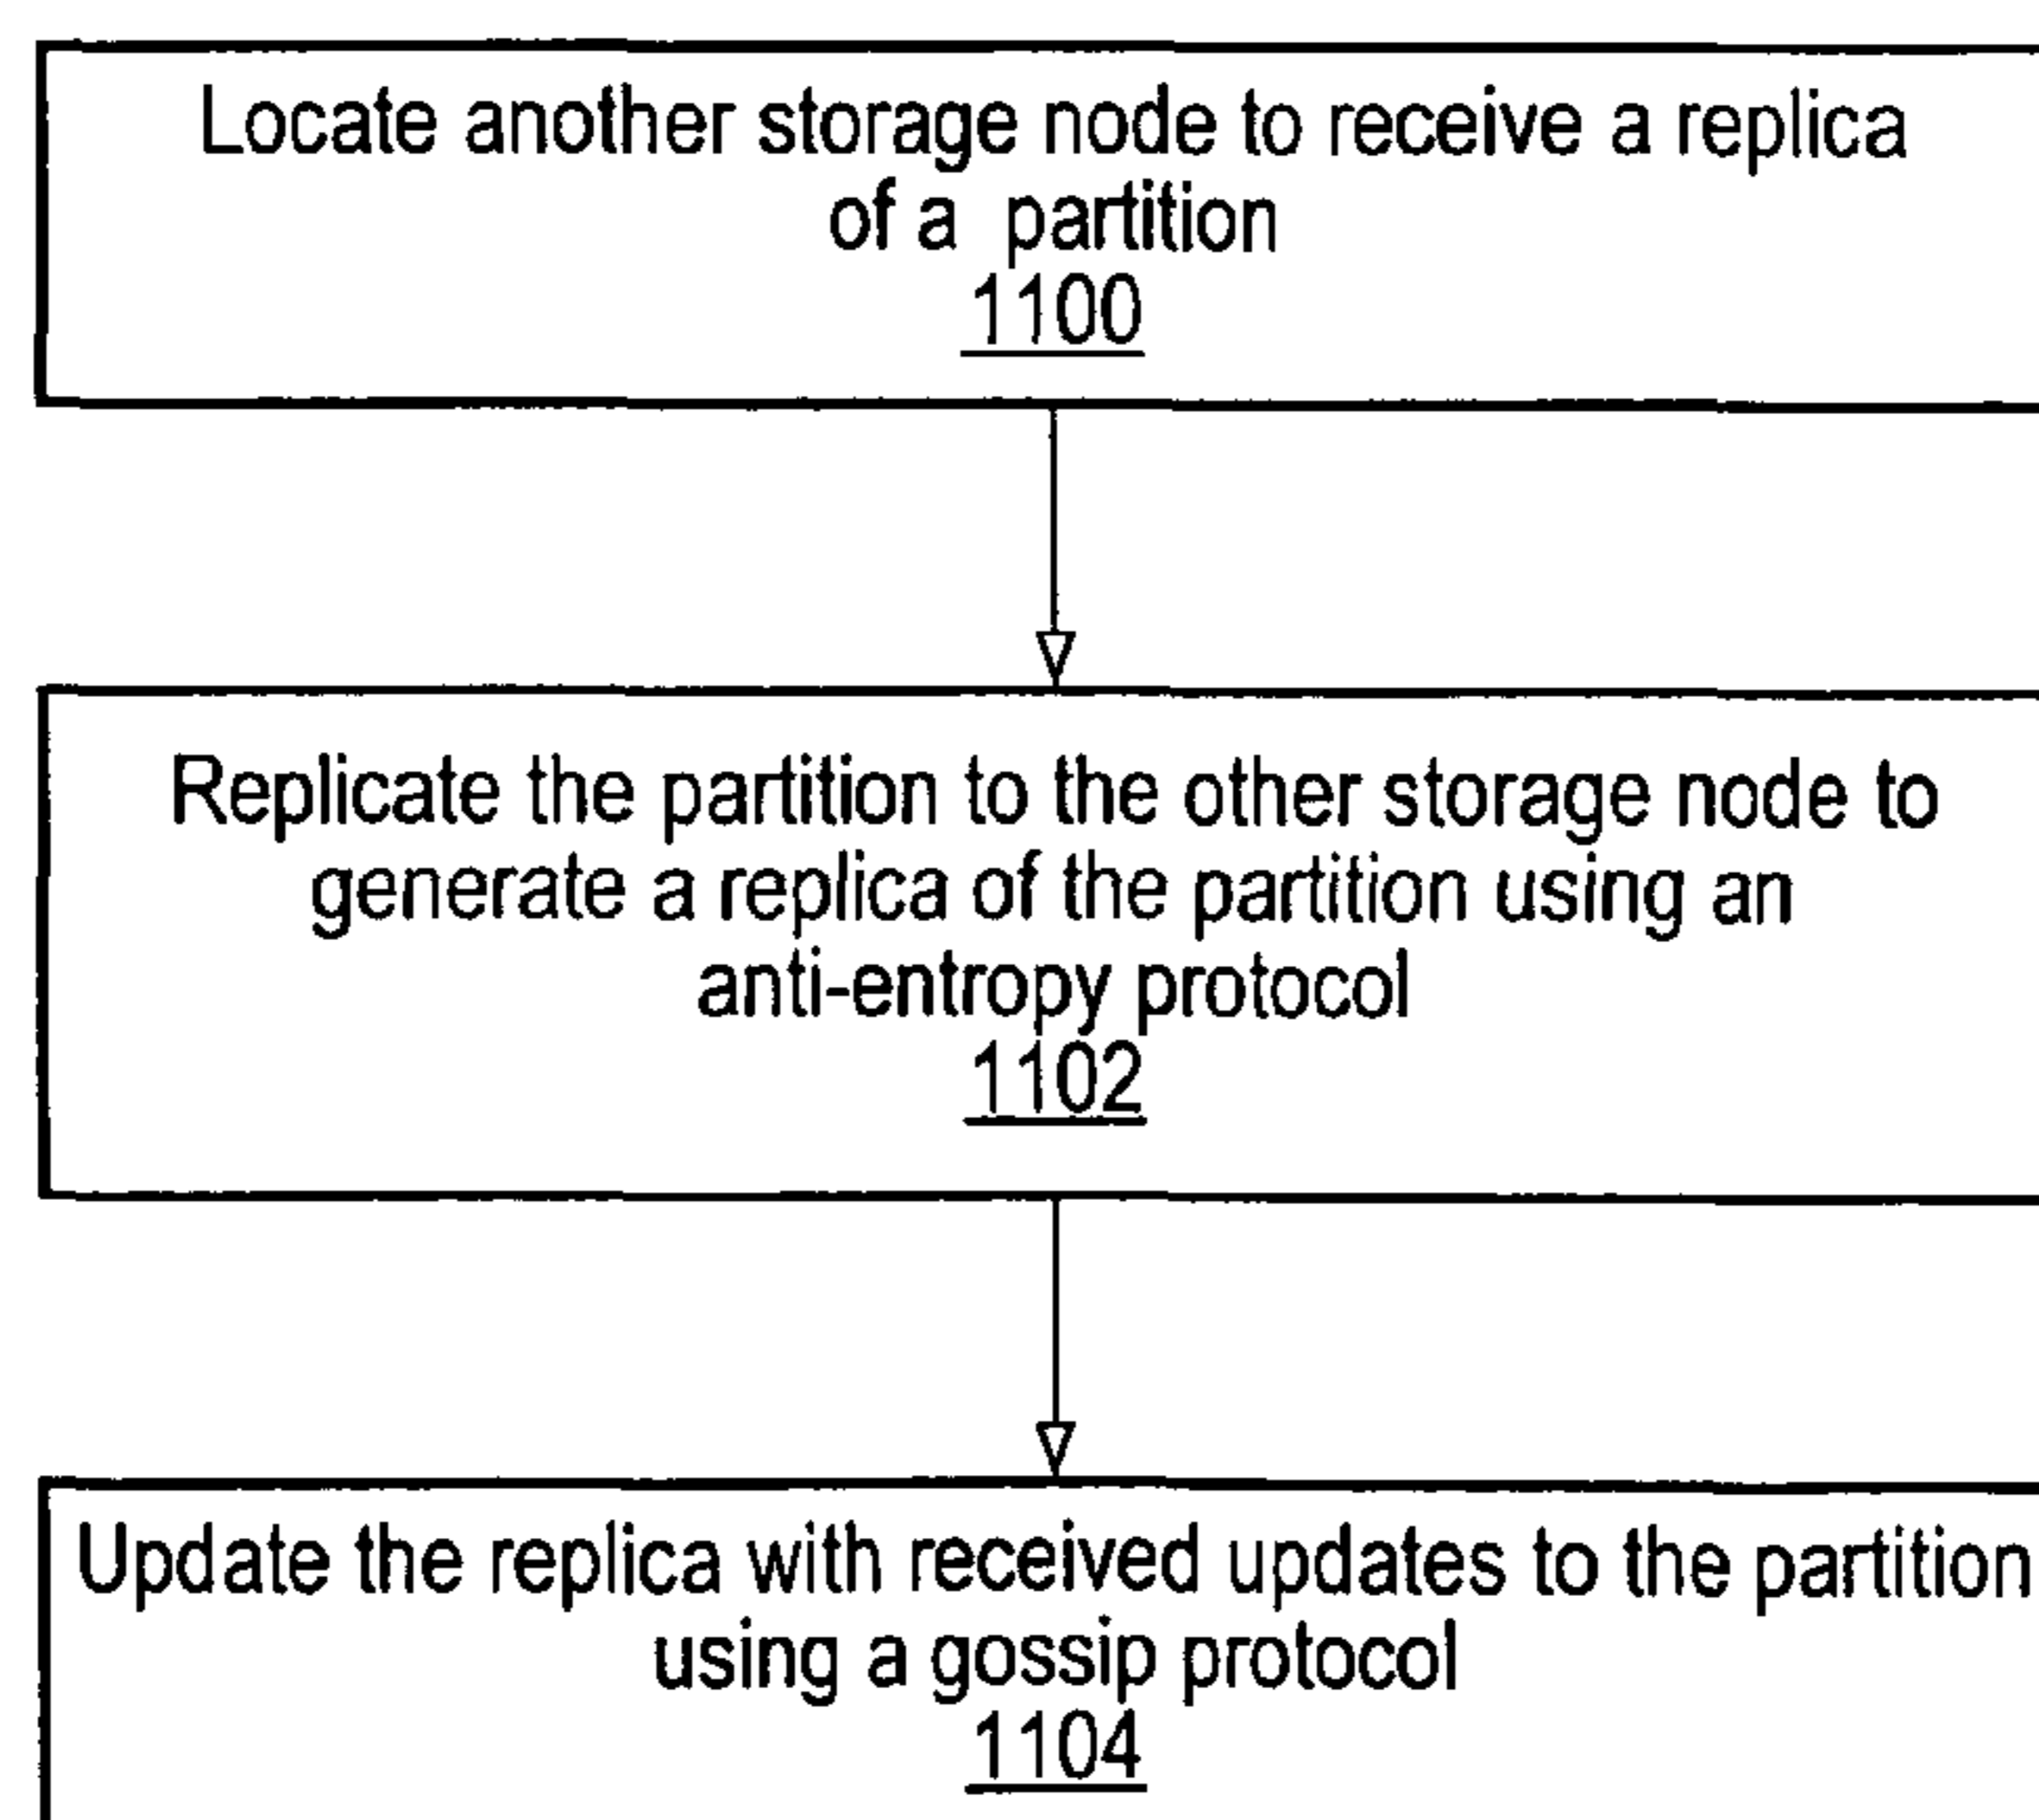 Locate another storage node to receive a replica
of a partition
1100
Replicate the partition to the other storage node to
generate a replica of the partition using an
anti-entropy protocol
1102
Update the replica with received updates to the partition
using a gossip protocol
1104